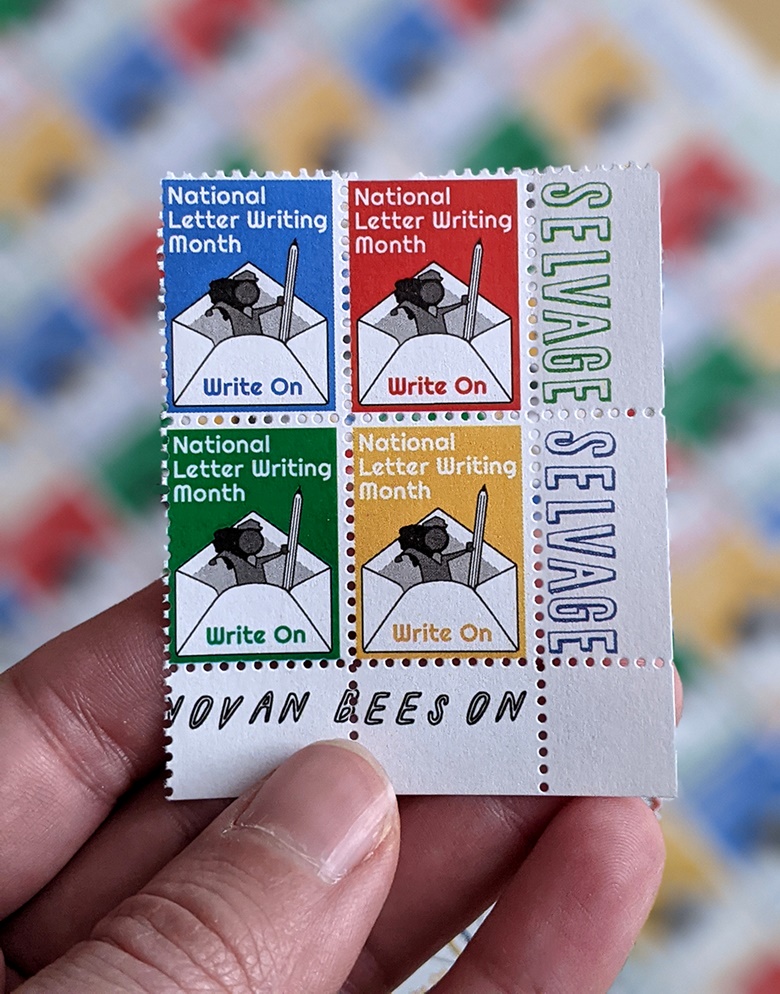 National
Letter Writing
Month
Write On
National
Letter Writing
Month
Write On
SELVAGE
National
Letter Writing
Month
Write On
National
Letter Writing
Month
Write On
SELVAGE
NOVAN BEES ON